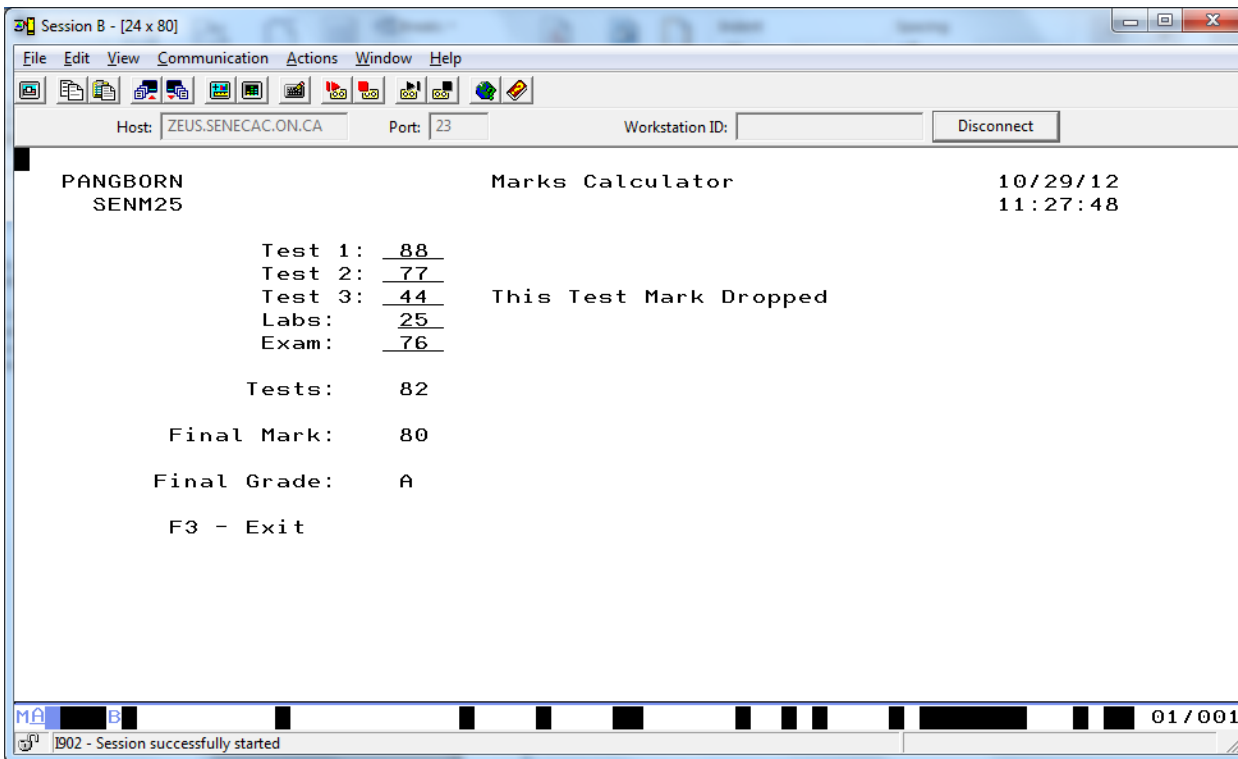 Session B - [24 x 80]
File Edit View Communication Actions Window Help
Host: ZEUS.SENECAC.ON.CA Port: 23 Workstation ID: Disconnect
PANGBORN Marks Calculator 10/29/12
SENM25 11:27:48
Test 1: 88
Test 2: 77
Test 3: 44 This Test Mark Dropped
Labs: 25
Exam: 76
Tests: 82
Final Mark: 80
Final Grade: A
F3 - Exit
MA B 01/001
I902 - Session successfully started